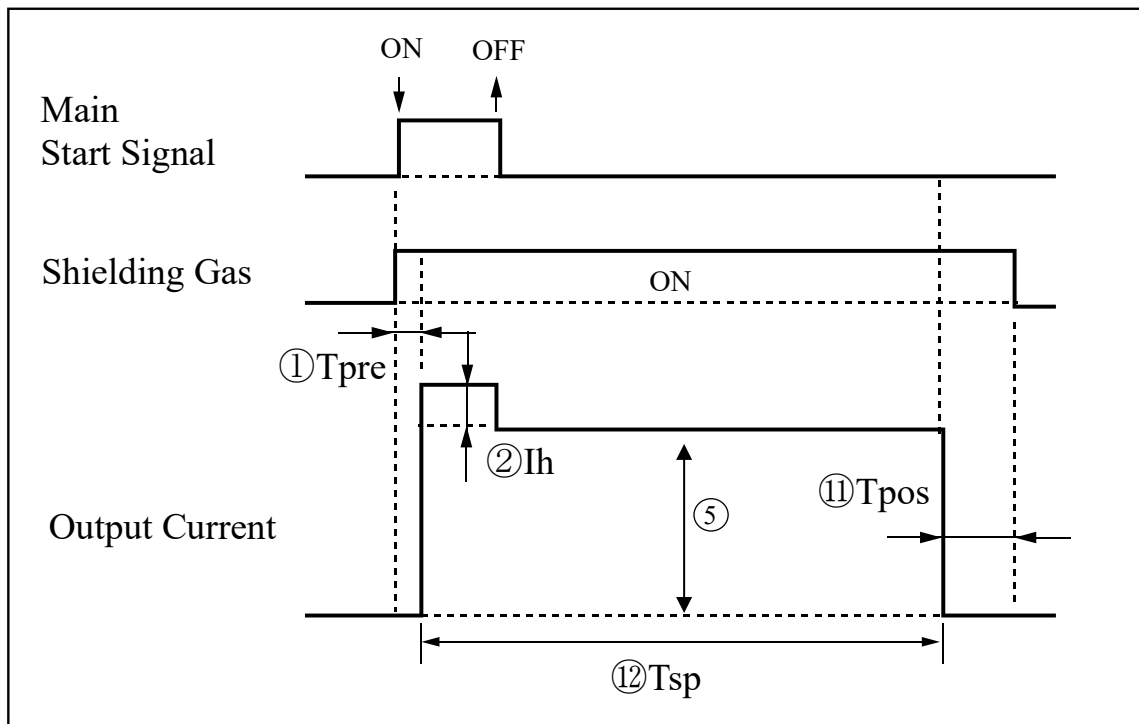 ON
OFF
Main
Start Signal
Shielding Gas
ON
①Tpre
②Ih
⑤
⑪Tpos
Output Current
⑫Tsp